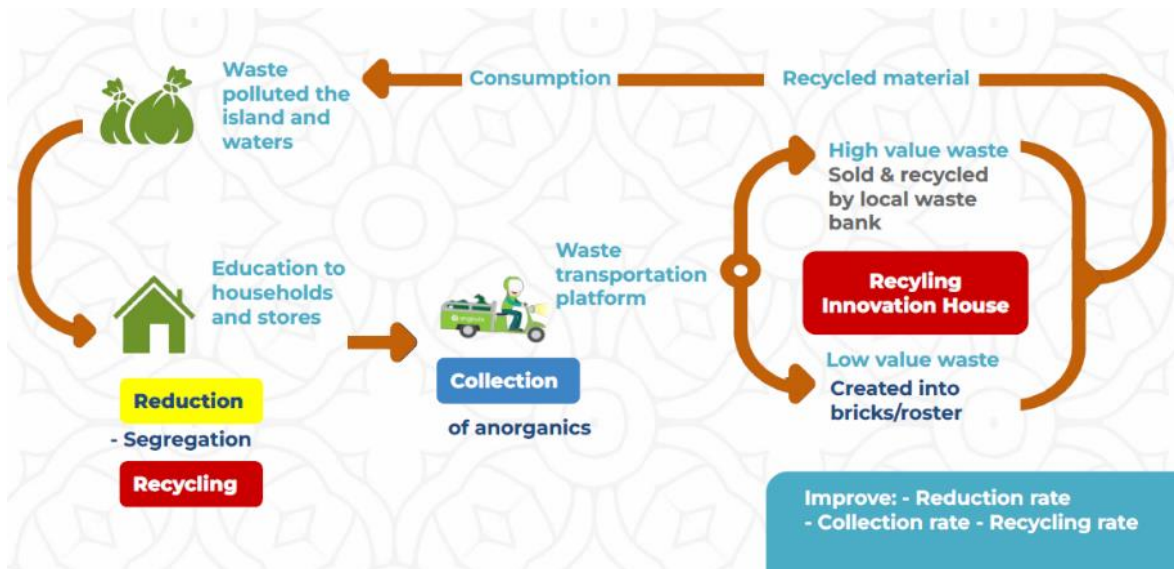 Waste
polluted the
island and
waters
Consumption
Recycled material
High value waste
Sold & recycled
by local waste
bank
Education to
households
and stores
Waste
transportation
platform
Recyling
Innovation House
Low value waste
Created into
bricks/roster
Reduction
- Segregation
Recycling
Collection
of anorganics
Improve: - Reduction rate
- Collection rate - Recycling rate